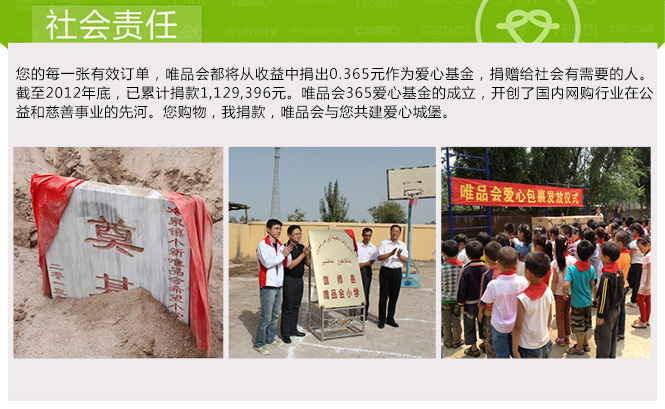 社会责任
LACOSTE
ochirly
CASIO
SEIKO
您的每一张有效订单，唯品会都将从收益中捐出0.365元作为爱心基金，捐赠给社会有需要的人。
截至2012年底，已累计捐款1,129,396元。唯品会365爱心基金的成立，开创了国内网购行业在公
益和慈善事业的先河。您购物，我捐款，唯品会与您共建爱心城堡。
奠基
伽师县
唯品会小学
唯品会爱心包裹发放仪式